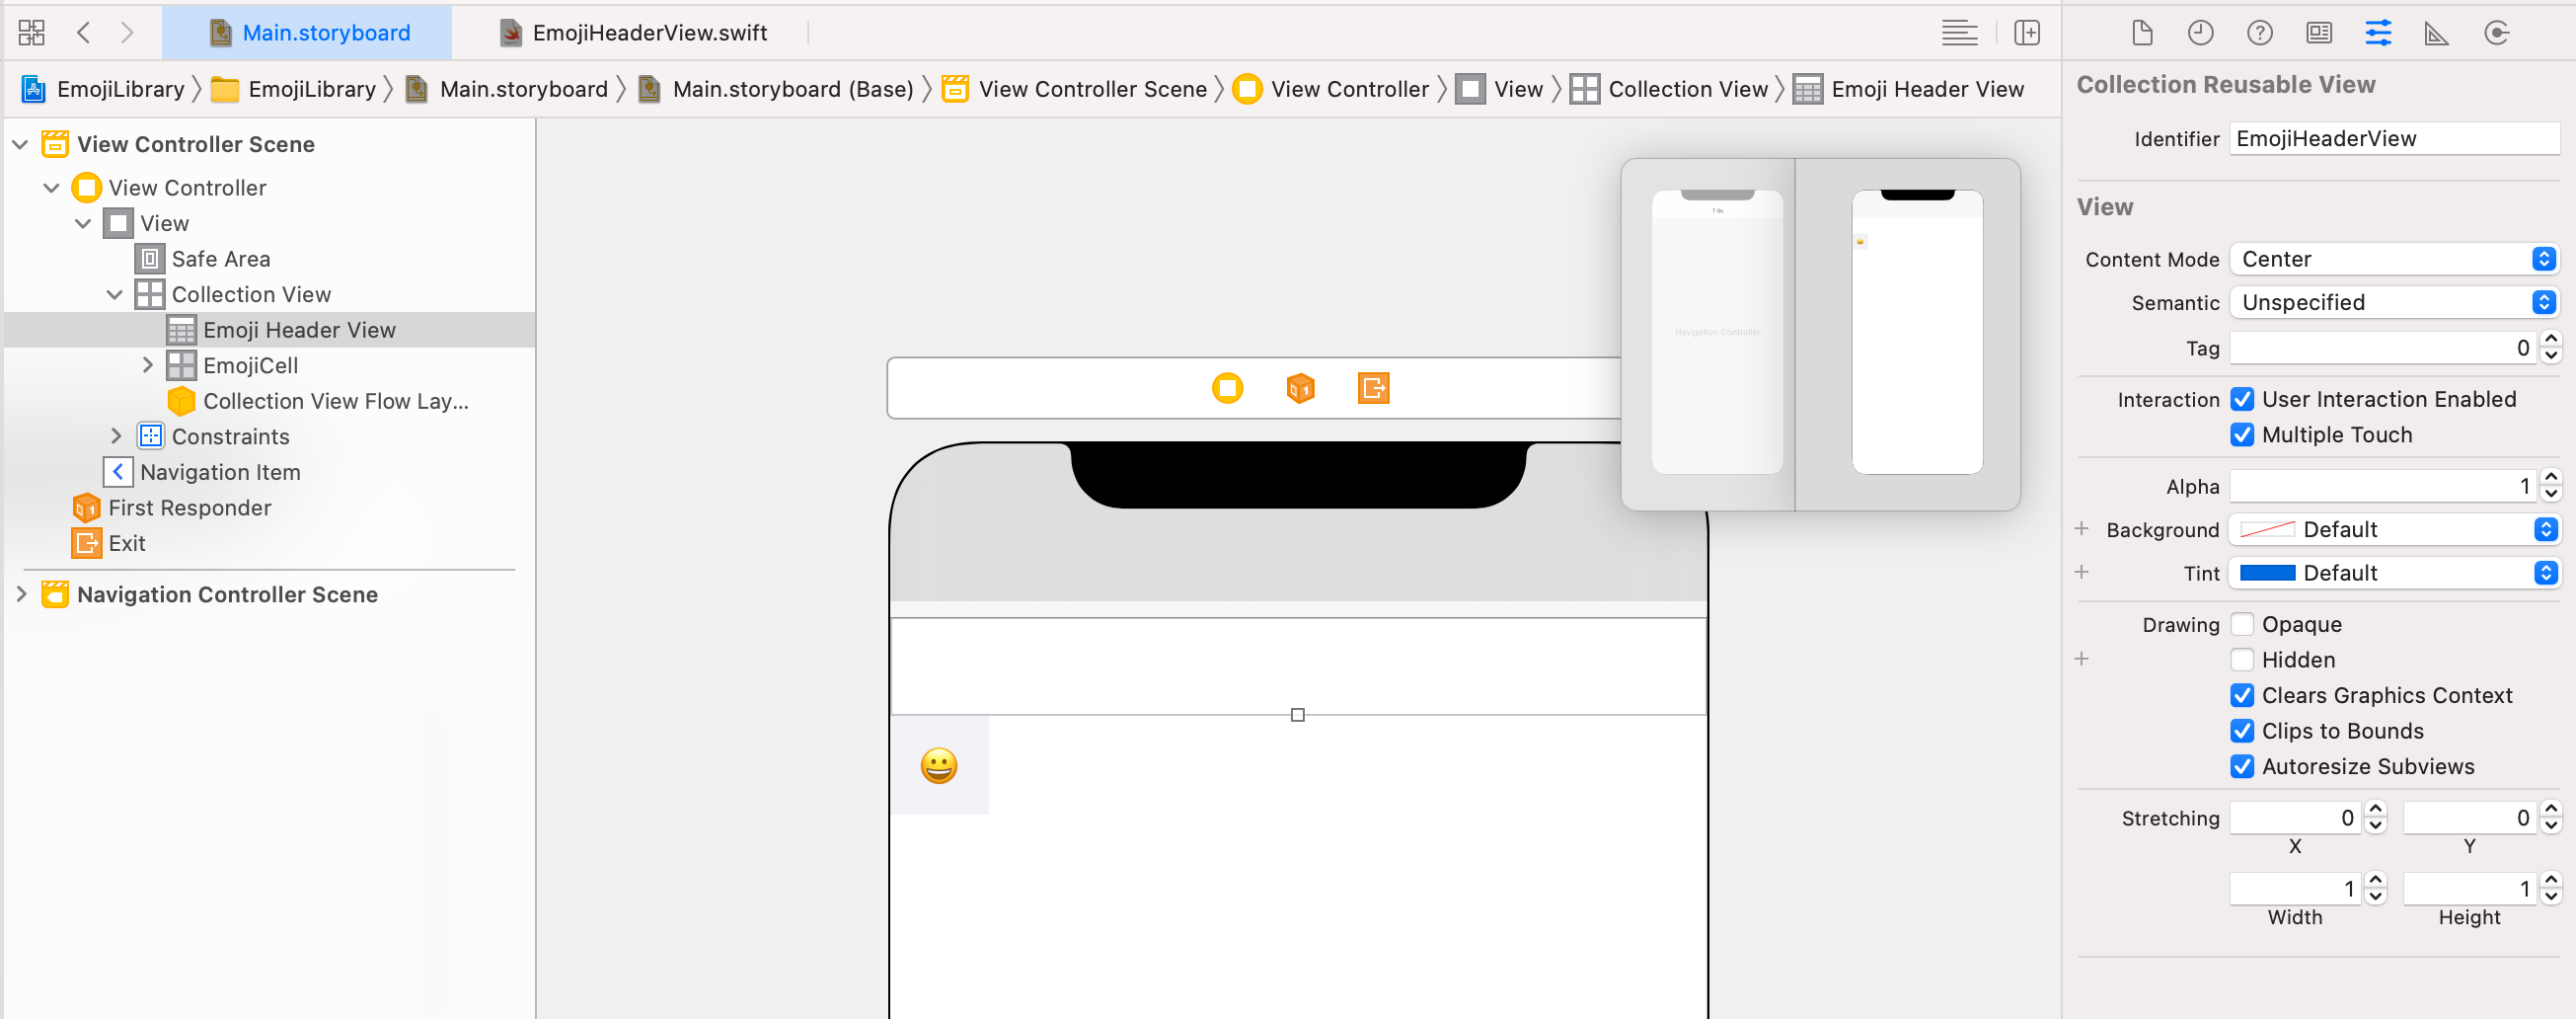 Main.storyboard
EmojiHeaderView.swift
EmojiLibrary
EmojiLibrary
Main.storyboard
Main.storyboard (Base)
View Controller Scene
View Controller
View
Collection View
Emoji Header View
View Controller Scene
View Controller
View
Safe Area
Collection View
Emoji Header View
EmojiCell
Collection View Flow Lay...
Constraints
Navigation Item
First Responder
Exit
Navigation Controller Scene
Navigation Controller
Collection Reusable View
Identifier EmojiHeaderView
View
Content Mode Center
Semantic Unspecified
Tag 0
Interaction User Interaction Enabled
Multiple Touch
Alpha 1
Background Default
Tint Default
Drawing Opaque
Hidden
Clears Graphics Context
Clips to Bounds
Autoresize Subviews
Stretching 0 0
X Y
1 1
Width Height